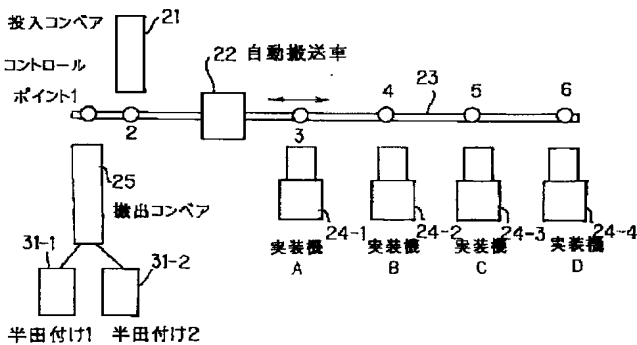 投入コンベア
21
コントロール
ポイント1
22 自動搬送車
2
3
4
23
5
6
25
搬出コンベア
31-1
31-2
半田付け1
半田付け2
24-1
24-2
24-3
24-4
実装機
A
実装機
B
実装機
C
実装機
D